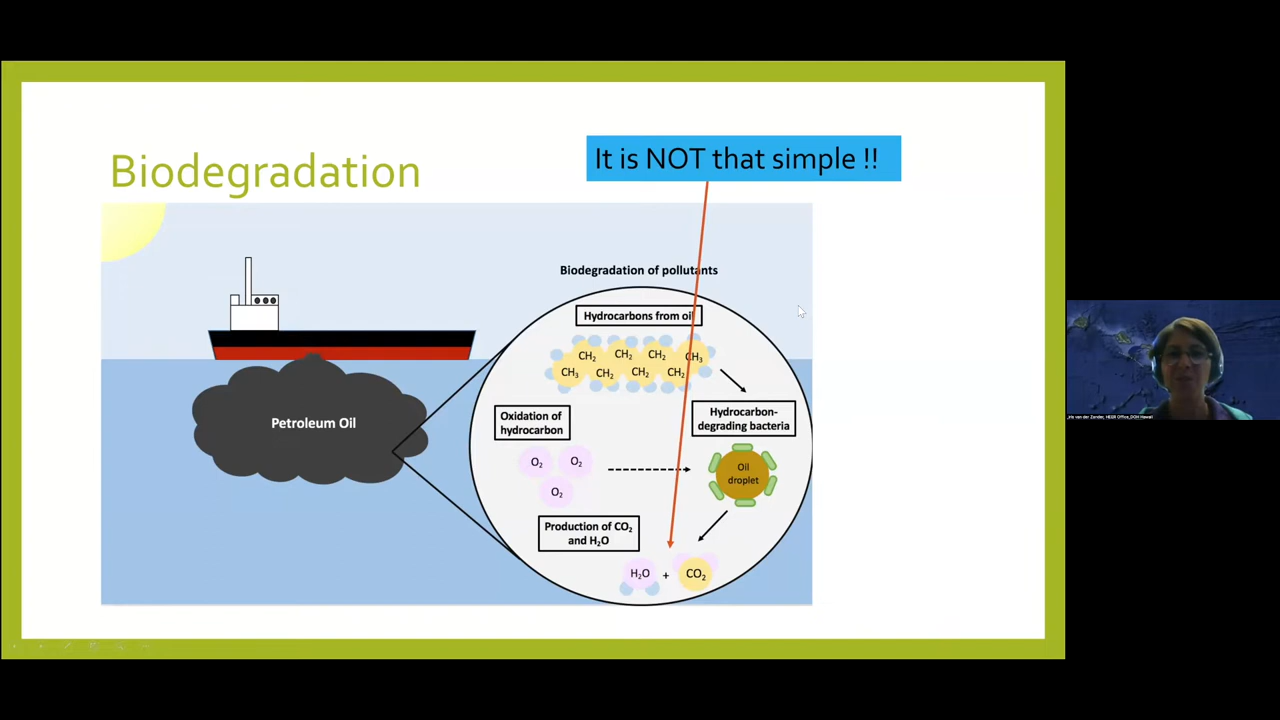 Biodegradation
It is NOT that simple !!
Biodegradation of pollutants
Hydrocarbons from oil
CH2 CH2 CH2 CH3
CH3 CH2 CH2 CH2
Petroleum Oil
Oxidation of
hydrocarbon
Hydrocarbon-
degrading bacteria
O2 O2
O2
Oil
droplet
Production of CO2
and H2O
H2O + CO2